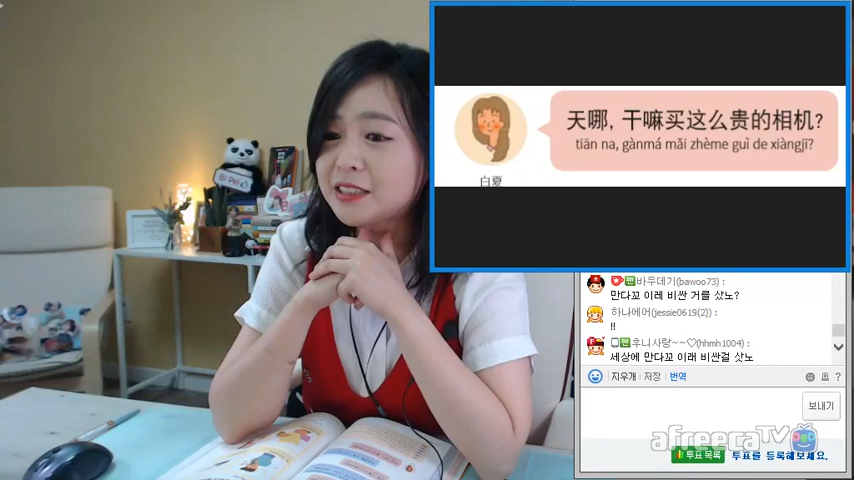 天哪, 干嘛买这么贵的相机?
tiān na, gànmá mǎi zhème guì de xiàngjī?
白夏
Bi Pei
바우데기(bawoo73) :
만다꼬 이레 비싼 거를 샀노?
하나에어(jessie0619(2)) :
!!
후니사랑~~♡(hhmh1004) :
세상에 만다꼬 이래 비싼걸 샀노
지우개 저장 번역
보내기
afreecaTV
투표 목록 투표를 등록해보세요.